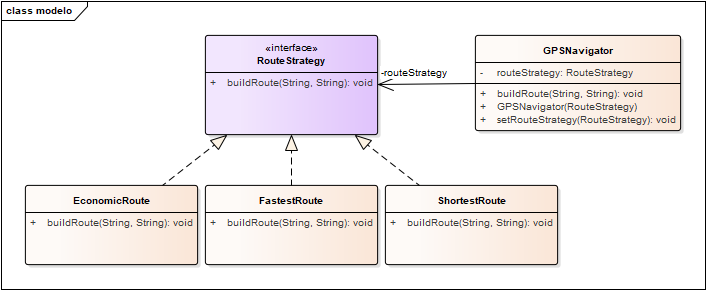 class modelo
«interface»
RouteStrategy
+ buildRoute(String, String): void
-routeStrategy
GPSNavigator
- routeStrategy: RouteStrategy
+ buildRoute(String, String): void
+ GPSNavigator(RouteStrategy)
+ setRouteStrategy(RouteStrategy): void
EconomicRoute
+ buildRoute(String, String): void
FastestRoute
+ buildRoute(String, String): void
ShortestRoute
+ buildRoute(String, String): void